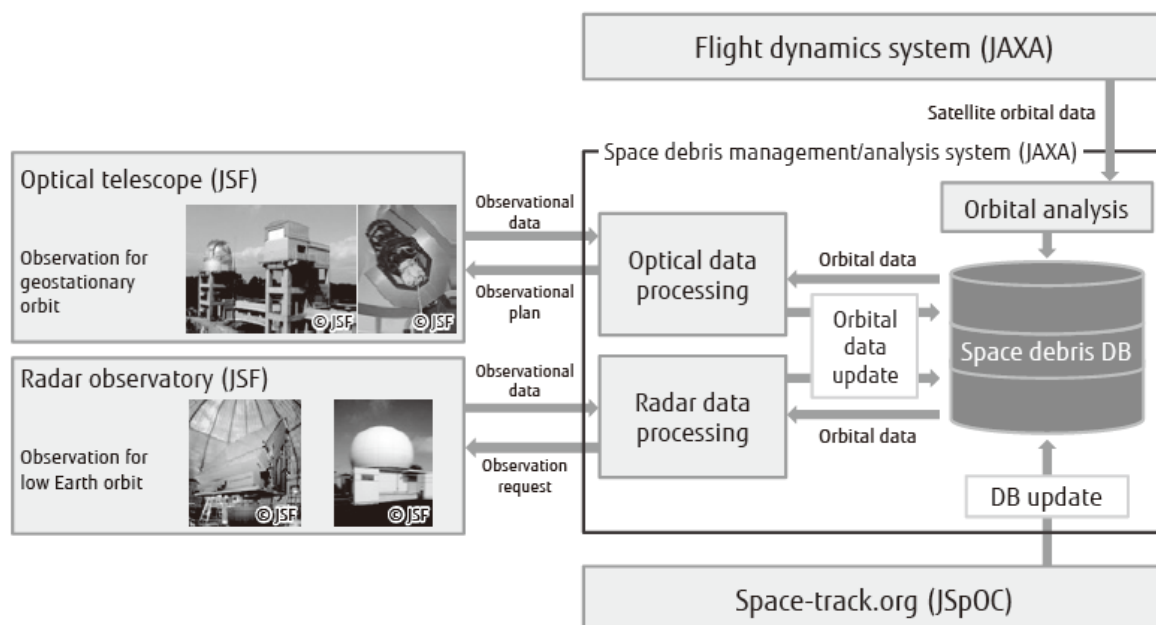 Flight dynamics system (JAXA)
Satellite orbital data
Space debris management/analysis system (JAXA)
Optical telescope (JSF)
Observation for
geostationary
orbit
© JSF
© JSF
Observational
data
Observational
plan
Optical data
processing
Orbital analysis
Orbital data
Orbital
data
update
Space debris DB
Radar observatory (JSF)
Observation for
low Earth orbit
© JSF
© JSF
Observational
data
Observation
request
Radar data
processing
Orbital data
DB update
Space-track.org (JSpOC)